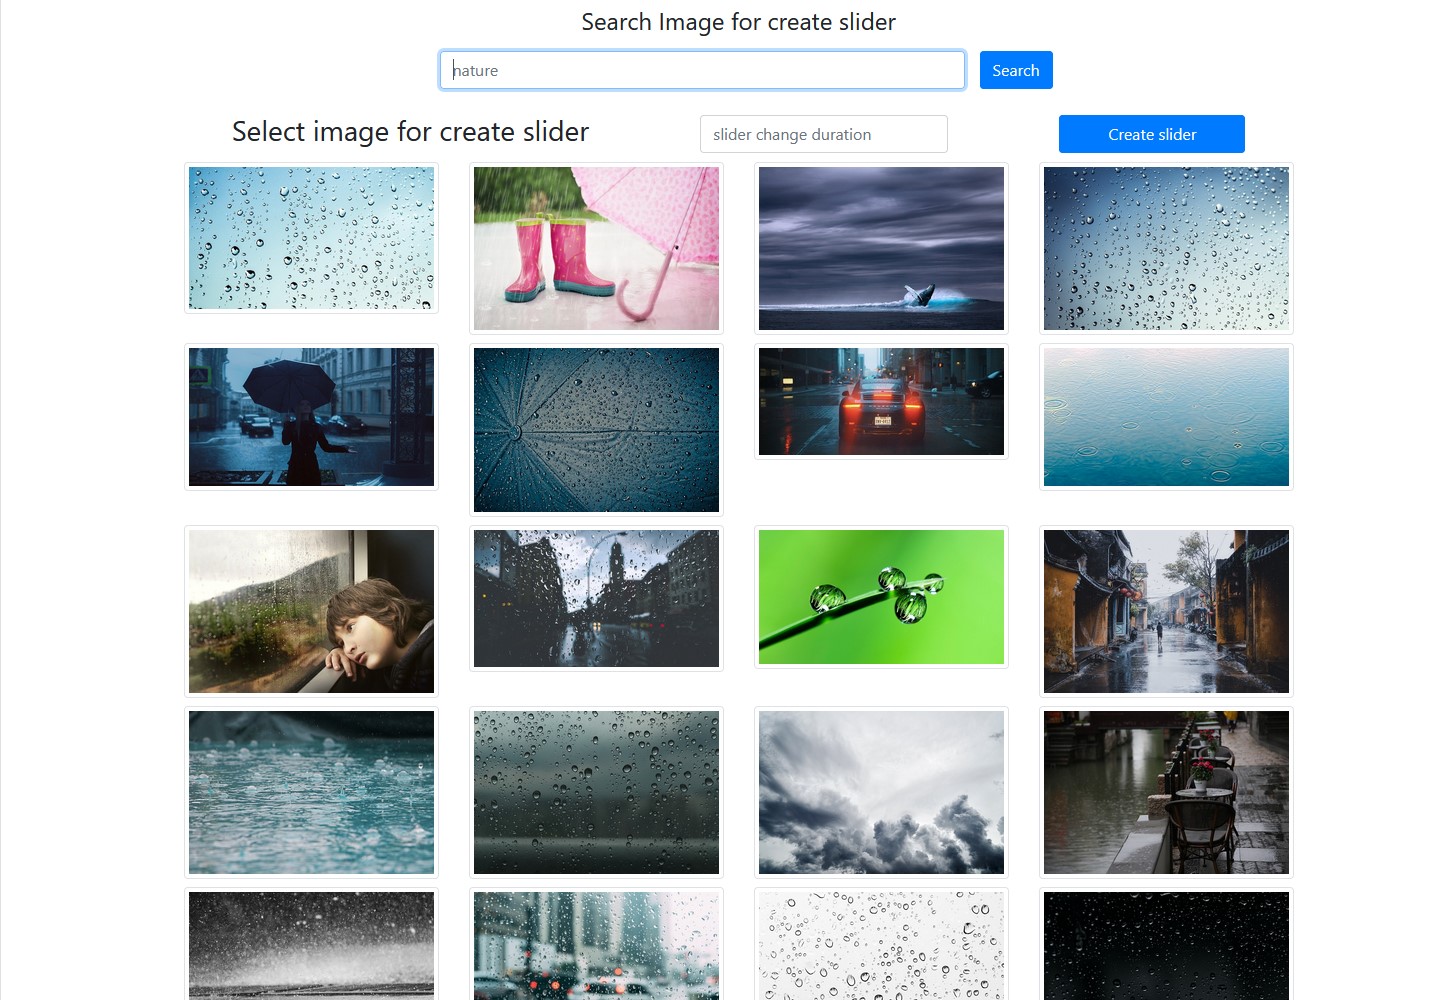 Search Image for create slider
nature
Search
Select image for create slider
slider change duration
Create slider